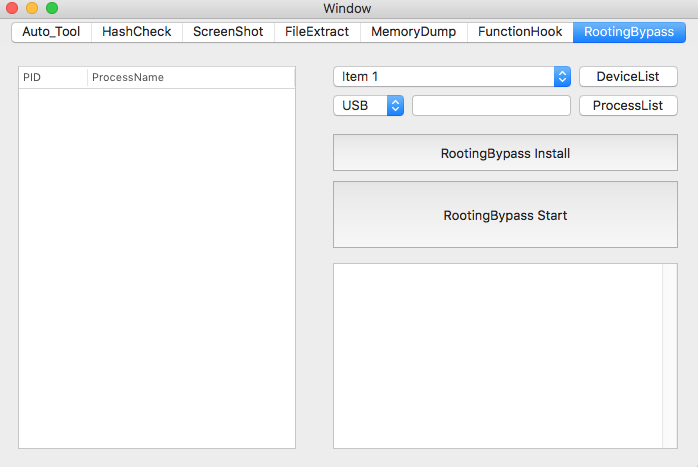 Window
Auto_Tool HashCheck ScreenShot FileExtract MemoryDump FunctionHook RootingBypass
PID ProcessName
Item 1 DeviceList
USB ProcessList
RootingBypass Install
RootingBypass Start